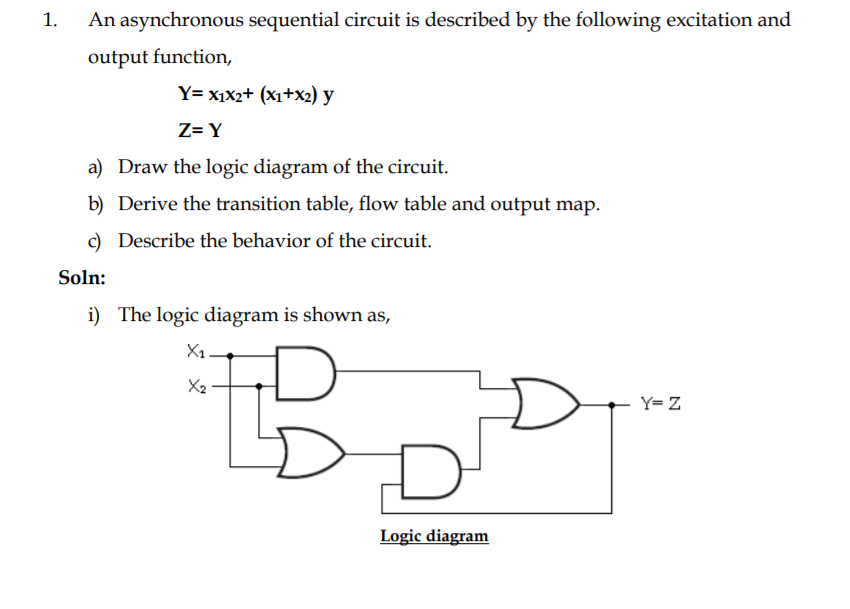 1. An asynchronous sequential circuit is described by the following excitation and
output function,
Y= x₁x₂+ (x₁+x₂) y
Z= Y
a) Draw the logic diagram of the circuit.
b) Derive the transition table, flow table and output map.
c) Describe the behavior of the circuit.
Soln:
i) The logic diagram is shown as,
X₁
X₂
Y= Z
Logic diagram